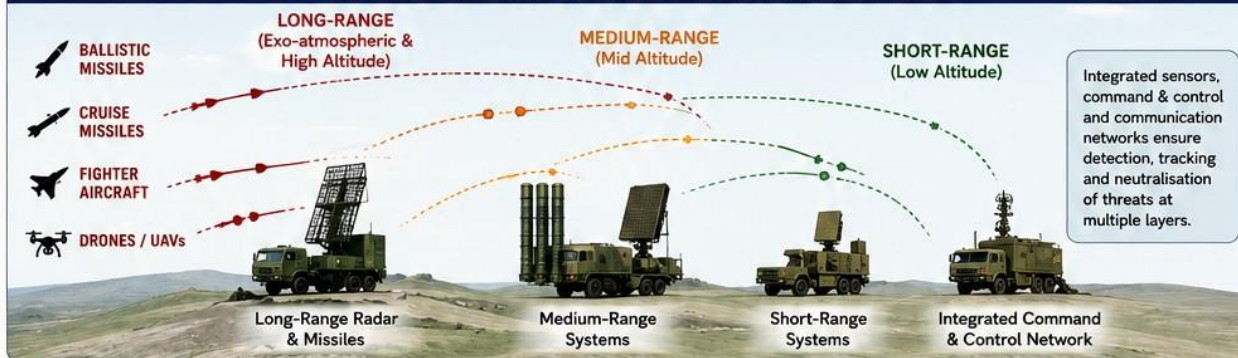 LONG-RANGE
(Exo-atmospheric &
High Altitude)
MEDIUM-RANGE
(Mid Altitude)
SHORT-RANGE
(Low Altitude)
BALLISTIC
MISSILES
CRUISE
MISSILES
FIGHTER
AIRCRAFT
DRONES / UAVs
Integrated sensors,
command & control
and communication
networks ensure
detection, tracking
and neutralisation
of threats at
multiple layers.
Long-Range Radar
& Missiles
Medium-Range
Systems
Short-Range
Systems
Integrated Command
& Control Network